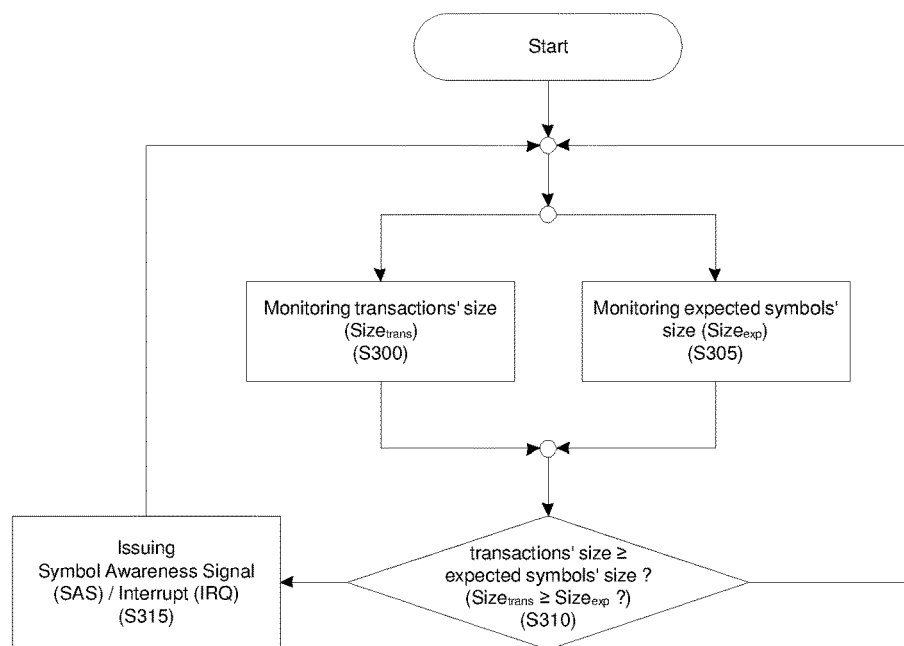 Start
Monitoring transactions' size
(Sizetrans)
(S300)
Monitoring expected symbols'
size (Sizeexp)
(S305)
Issuing
Symbol Awareness Signal
(SAS) / Interrupt (IRQ)
(S315)
transactions' size ≥
expected symbols' size ?
(Sizetrans ≥ Sizeexp ?)
(S310)